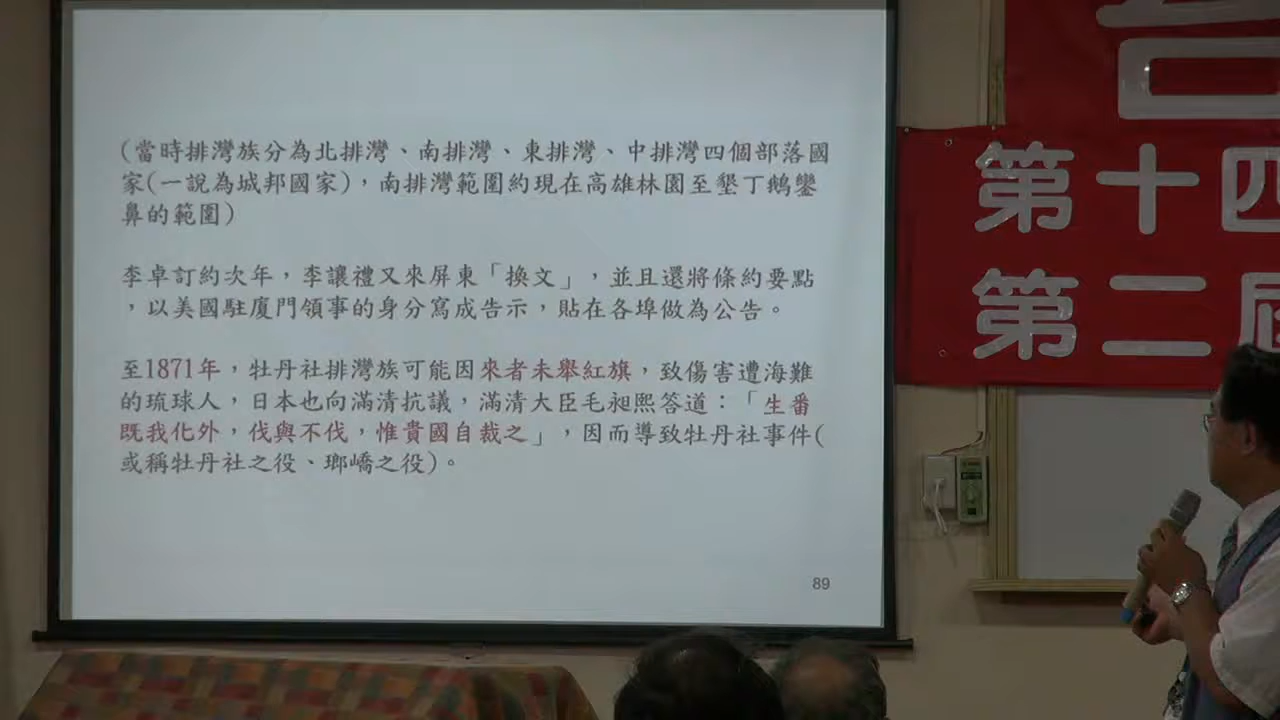 (當時排灣族分為北排灣、南排灣、東排灣、中排灣四個部落國
家(一說為城邦國家)，南排灣範圍約現在高雄林園至墾丁鵝鑾
鼻的範圍)
李卓訂約次年，李讓禮又來屏東「換文」，並且還將條約要點
，以美國駐廈門領事的身分寫成告示，貼在各埠做為公告。
至1871年，牡丹社排灣族可能因來者未舉紅旗，致傷害遭海難
的琉球人，日本也向滿清抗議，滿清大臣毛昶熙答道：「生番
既我化外，伐與不伐，惟貴國自裁之」，因而導致牡丹社事件(
或稱牡丹社之役、瑯嶠之役)。
89
第十四
第二屆